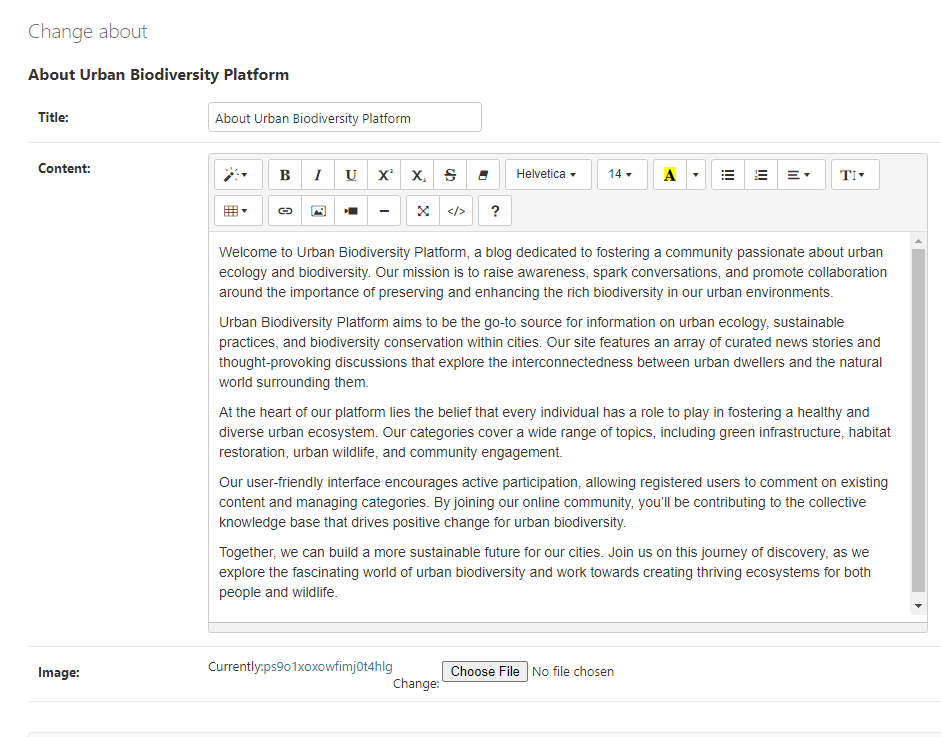 Change about
About Urban Biodiversity Platform
Title:
About Urban Biodiversity Platform
Content:
B I U X² X₂ S Helvetica 14 A T
</> ?
Welcome to Urban Biodiversity Platform, a blog dedicated to fostering a community passionate about urban
ecology and biodiversity. Our mission is to raise awareness, spark conversations, and promote collaboration
around the importance of preserving and enhancing the rich biodiversity in our urban environments.
Urban Biodiversity Platform aims to be the go-to source for information on urban ecology, sustainable
practices, and biodiversity conservation within cities. Our site features an array of curated news stories and
thought-provoking discussions that explore the interconnectedness between urban dwellers and the natural
world surrounding them.
At the heart of our platform lies the belief that every individual has a role to play in fostering a healthy and
diverse urban ecosystem. Our categories cover a wide range of topics, including green infrastructure, habitat
restoration, urban wildlife, and community engagement.
Our user-friendly interface encourages active participation, allowing registered users to comment on existing
content and managing categories. By joining our online community, you'll be contributing to the collective
knowledge base that drives positive change for urban biodiversity.
Together, we can build a more sustainable future for our cities. Join us on this journey of discovery, as we
explore the fascinating world of urban biodiversity and work towards creating thriving ecosystems for both
people and wildlife.
Image:
Currently:ps9o1xoxowfimj0t4hlg
Change: Choose File No file chosen